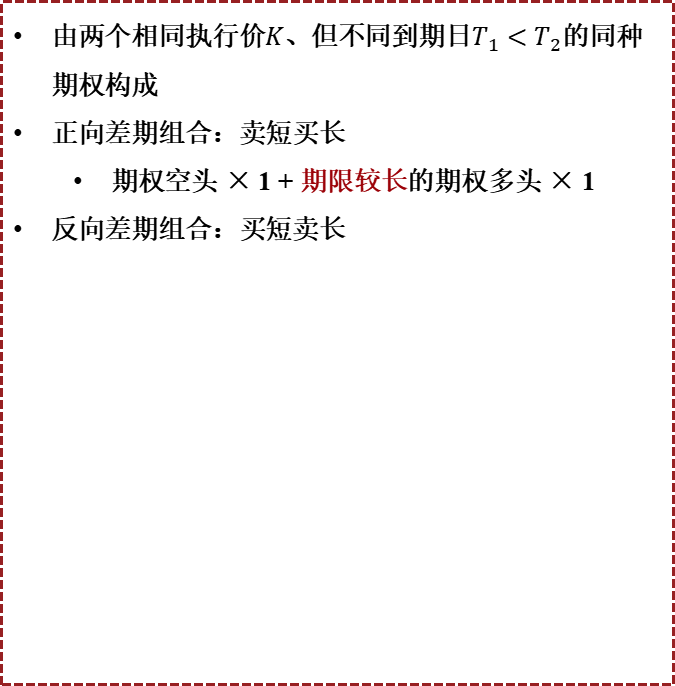 • 由两个相同执行价K、但不同到期日T₁ < T₂的同种
期权构成
• 正向差期组合：卖短买长
• 期权空头 × 1 + 期限较长的期权多头 × 1
• 反向差期组合：买短卖长